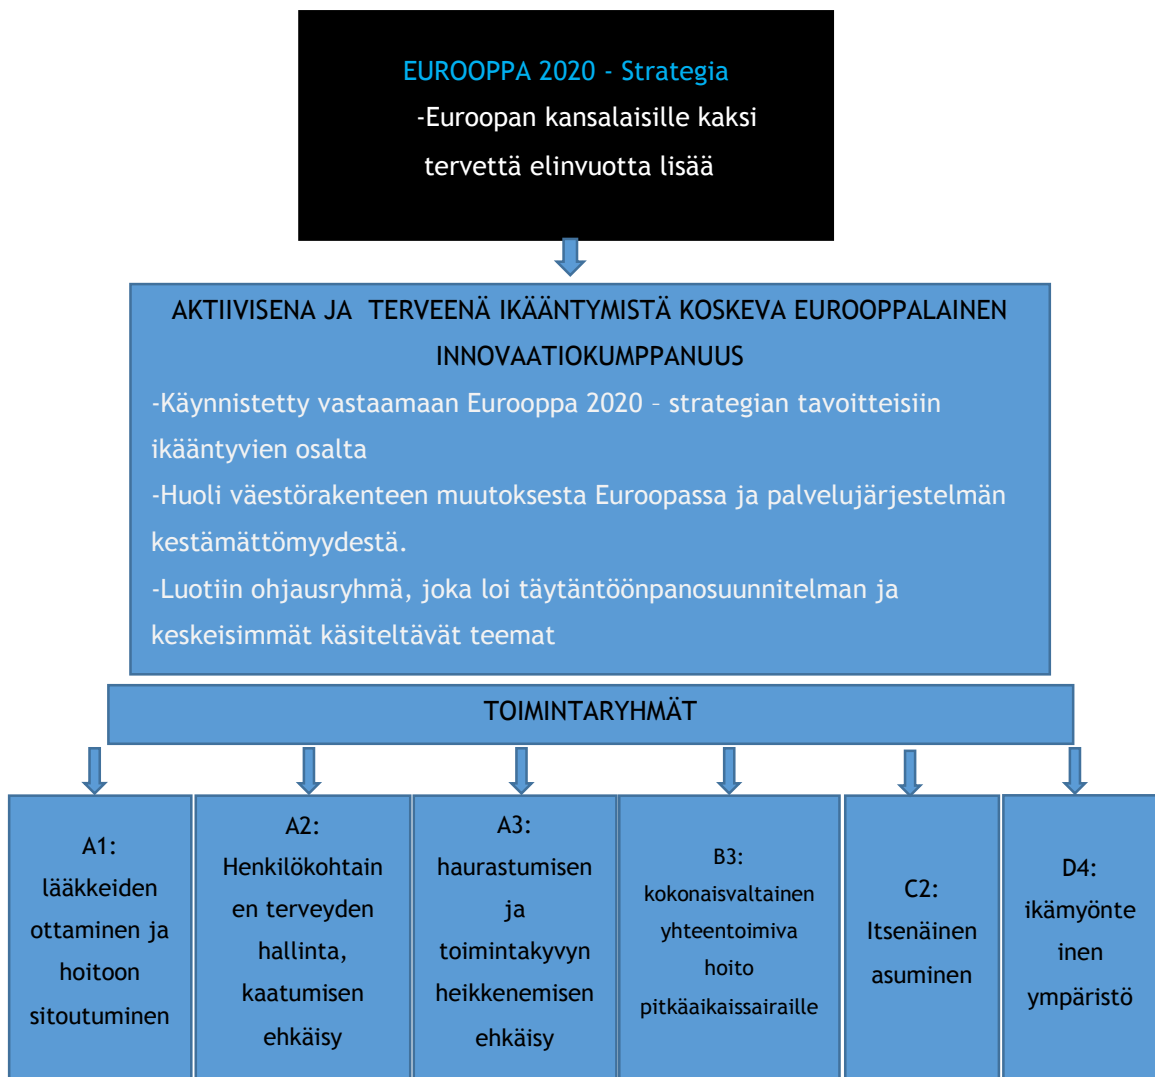 EUROOPPA 2020 - Strategia
-Euroopan kansalaisille kaksi
tervettä elinvuotta lisää
AKTIIVISENA JA TERVEENÄ IKÄÄNTYMISTÄ KOSKEVA EUROOPPALAINEN
INNOVAATIOKUMPPANUUS
-Käynnistetty vastaamaan Eurooppa 2020 – strategian tavoitteisiin
ikääntyvien osalta
-Huoli väestörakenteen muutoksesta Euroopassa ja palvelujärjestelmän
kestämättömyydestä.
-Luotiin ohjausryhmä, joka loi täytäntöönpanosuunnitelman ja
keskeisimmät käsiteltävät teemat
TOIMINTARYHMÄT
A1:
lääkkeiden
ottaminen ja
hoitoon
sitoutuminen
A2:
Henkilökohtain
en terveyden
hallinta,
kaatumisen
ehkäisy
A3:
haurastumisen
ja
toimintakyvyn
heikkenemisen
ehkäisy
B3:
kokonaisvaltainen
yhteentoimiva
hoito
pitkäaikaissairaille
C2:
Itsenäinen
asuminen
D4:
ikämyönte
inen
ympäristö